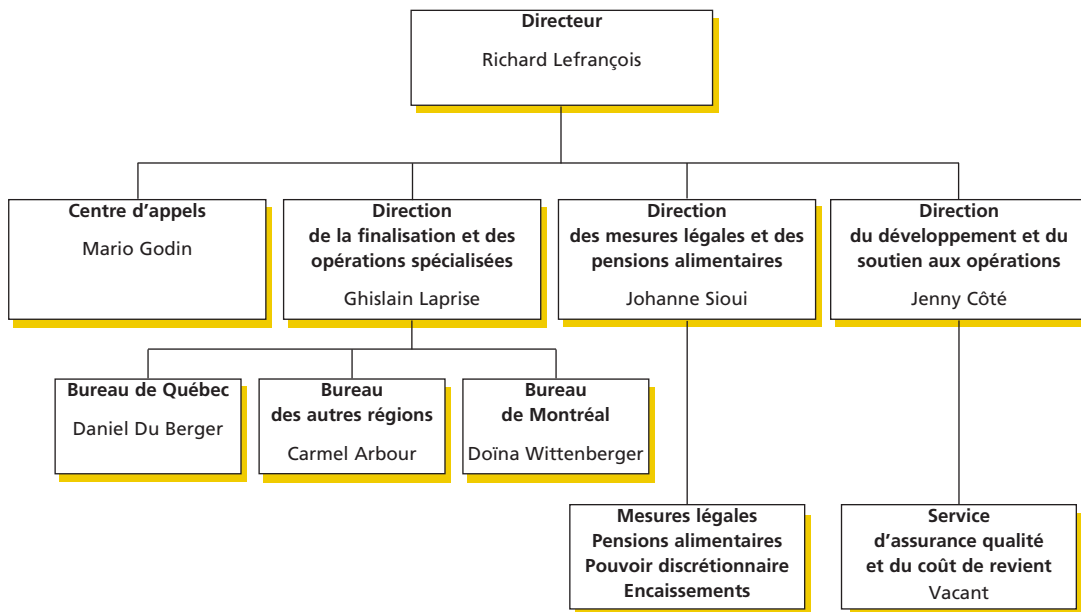 Directeur
Richard Lefrançois
Centre d'appels
Mario Godin
Direction
de la finalisation et des
opérations spécialisées
Ghislain Laprise
Direction
des mesures légales et des
pensions alimentaires
Johanne Sioui
Direction
du développement et du
soutien aux opérations
Jenny Côté
Bureau de Québec
Daniel Du Berger
Bureau
des autres régions
Carmel Arbour
Bureau
de Montréal
Doïna Wittenberger
Mesures légales
Pensions alimentaires
Pouvoir discrétionnaire
Encaissements
Service
d'assurance qualité
et du coût de revient
Vacant